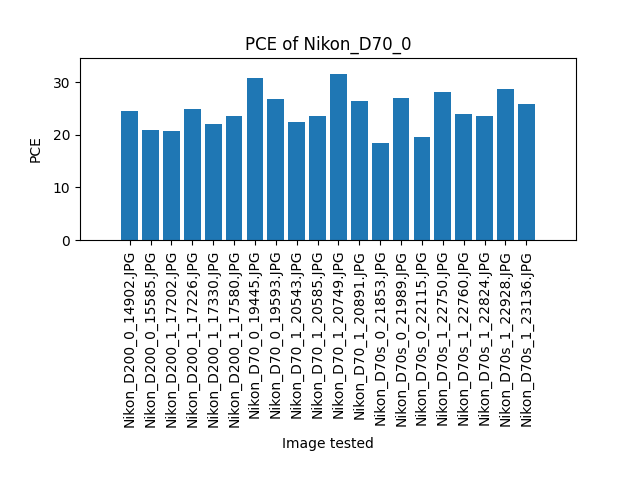 PCE of Nikon_D70_0
PCE
30
20
10
0
Nikon_D200_0_14902.JPG
Nikon_D200_0_15585.JPG
Nikon_D200_1_17202.JPG
Nikon_D200_1_17226.JPG
Nikon_D200_1_17330.JPG
Nikon_D200_1_17580.JPG
Nikon_D70_0_19445.JPG
Nikon_D70_0_19593.JPG
Nikon_D70_1_20543.JPG
Nikon_D70_1_20585.JPG
Nikon_D70_1_20749.JPG
Nikon_D70_1_20891.JPG
Nikon_D70s_0_21853.JPG
Nikon_D70s_0_21989.JPG
Nikon_D70s_0_22115.JPG
Nikon_D70s_1_22750.JPG
Nikon_D70s_1_22760.JPG
Nikon_D70s_1_22824.JPG
Nikon_D70s_1_22928.JPG
Nikon_D70s_1_23136.JPG
Image tested